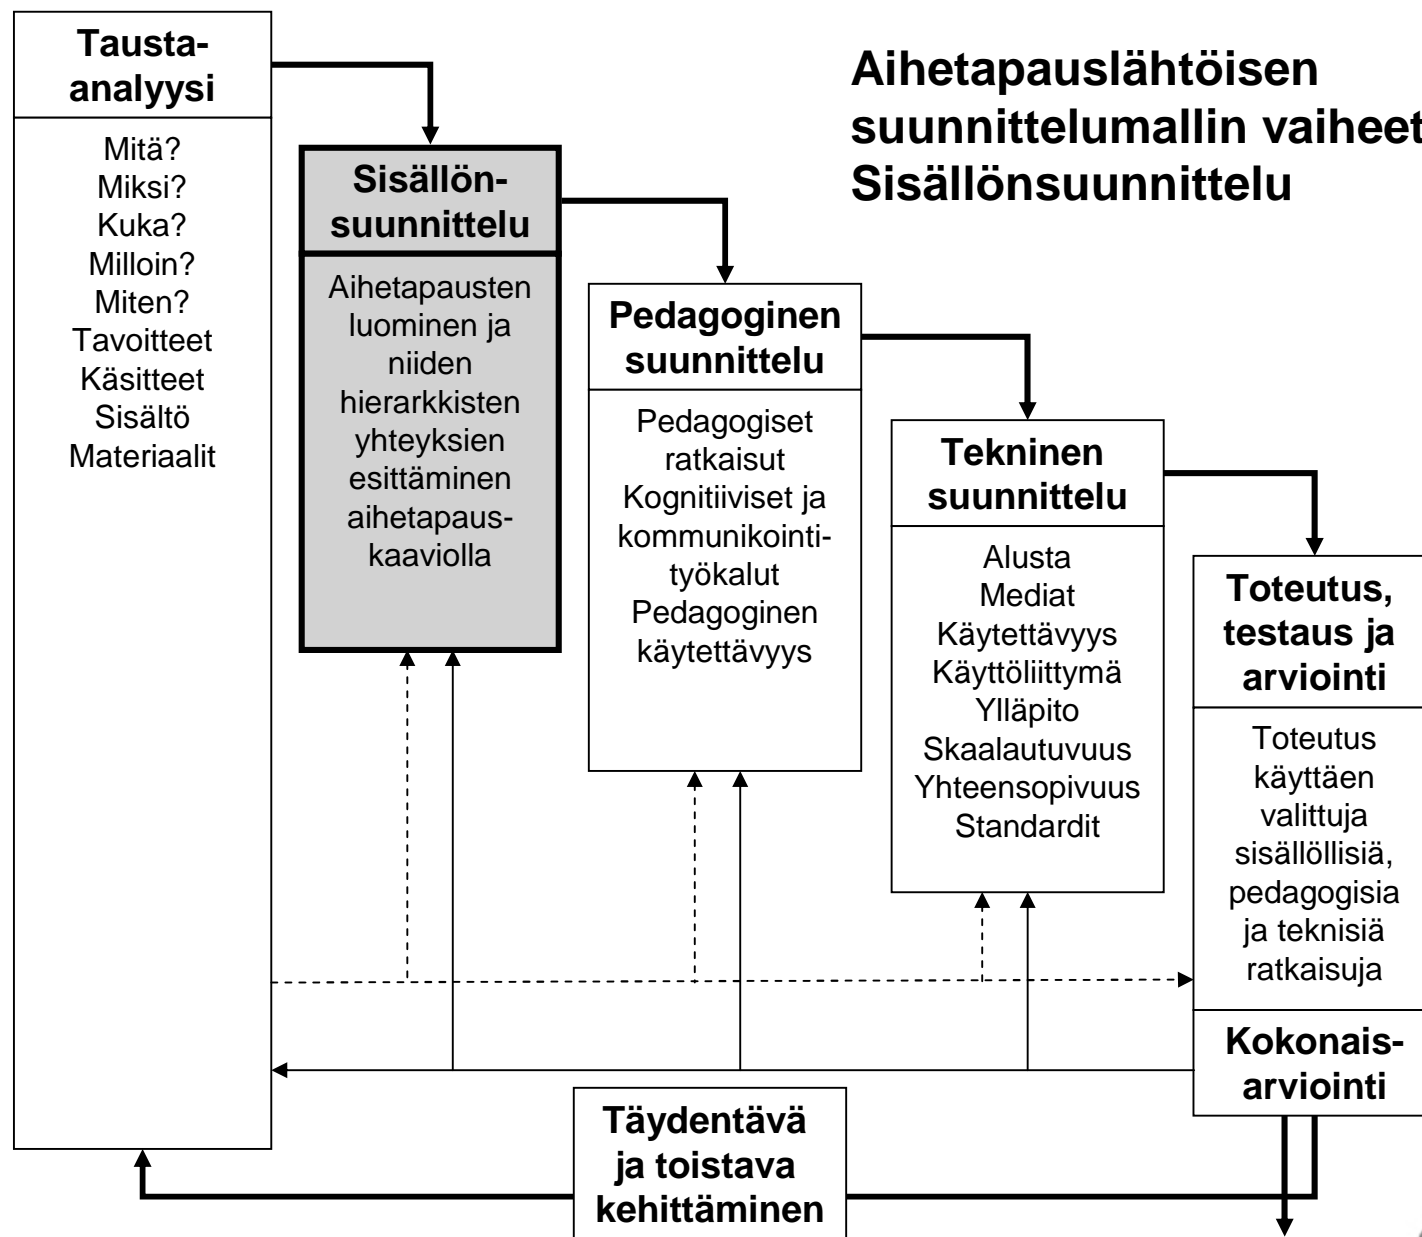 Aihetapauslähtöisen
suunnittelumallin vaiheet
Sisällönsuunnittelu
Tausta-
analyysi
Mitä?
Miksi?
Kuka?
Milloin?
Miten?
Tavoitteet
Käsitteet
Sisältö
Materiaalit
Sisällön-
suunnittelu
Aihetapausten
luominen ja
niiden
hierarkkisten
yhteyksien
esittäminen
aihetapaus-
kaaviolla
Pedagoginen
suunnittelu
Pedagogiset
ratkaisut
Kognitiiviset ja
kommunikointi-
työkalut
Pedagoginen
käytettävyys
Tekninen
suunnittelu
Alusta
Mediat
Käytettävyys
Käyttöliittymä
Ylläpito
Skaalautuvuus
Yhteensopivuus
Standardit
Toteutus,
testaus ja
arviointi
Toteutus
käyttäen
valittuja
sisällöllisiä,
pedagogisia
ja teknisiä
ratkaisuja
Kokonais-
arviointi
Täydentävä
ja toistava
kehittäminen